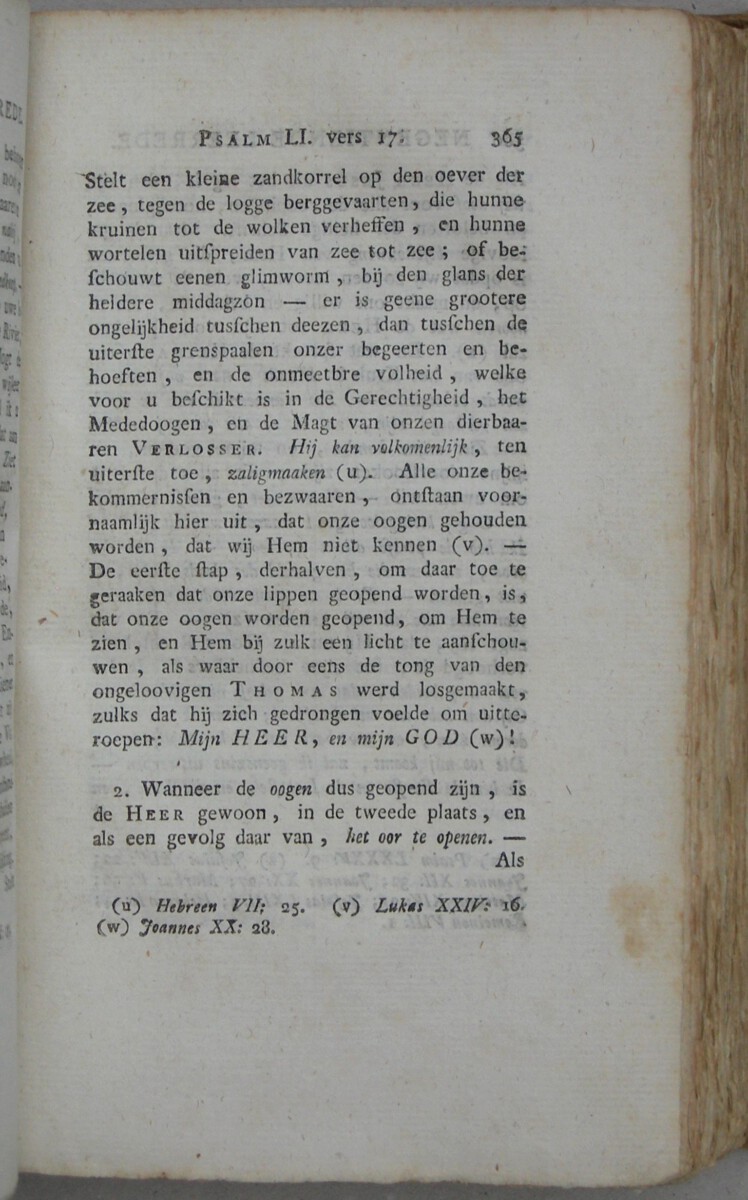 PSALM LI. vers 17. 365
Stelt een kleine zandkorrel op den oever der
zee, tegen de logge berggevaarten, die hunne
kruinen tot de wolken verheffen, en hunne
wortelen uitſpreiden van zee tot zee; of be-
ſchouwt eenen glimworm, bij den glans der
heldere middagzon — er is geene grootere
ongelijkheid tusſchen deezen, dan tusſchen de
uiterſte grenspaalen onzer begeerten en be-
hoeften, en de onmeetbre volheid, welke
voor u beſchikt is in de Gerechtigheid, het
Mededoogen, en de Magt van onzen dierbaa-
ren VERLOSSER. Hij kan volkomenlijk, ten
uiterſte toe, zaligmaaken (u). Alle onze be-
kommernisſen en bezwaaren, ontſtaan voor-
naamlijk hier uit, dat onze oogen gehouden
worden, dat wij Hem niet kennen (v). —
De eerſte ſtap, derhalven, om daar toe te
geraaken dat onze lippen geopend worden, is,
dat onze oogen worden geopend, om Hem te
zien, en Hem bij zulk een licht te aanſchou-
wen, als waar door eens de tong van den
ongeloovigen THOMAS werd losgemaakt,
zulks dat hij zich gedrongen voelde om uitte-
roepen: Mijn HEER, en mijn GOD (w)!
2. Wanneer de oogen dus geopend zijn, is
de HEER gewoon, in de tweede plaats, en
als een gevolg daar van, het oor te openen. —
Als
(u) Hebreen VII: 25. (v) Lukas XXIV: 16.
(w) Joannes XX: 28.